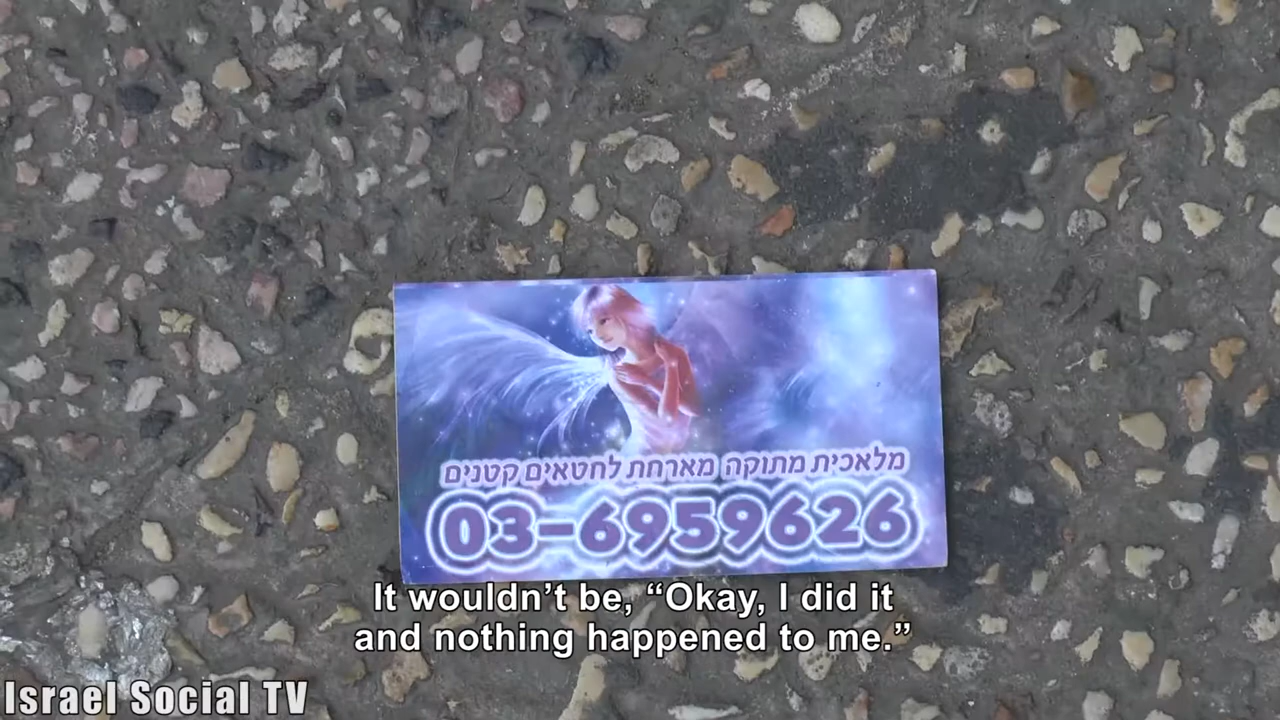 מלאכית מתוקה מארחת לחטאים קטנים
03-6959626
It wouldn't be, “Okay, I did it
and nothing happened to me.”
Israel Social TV